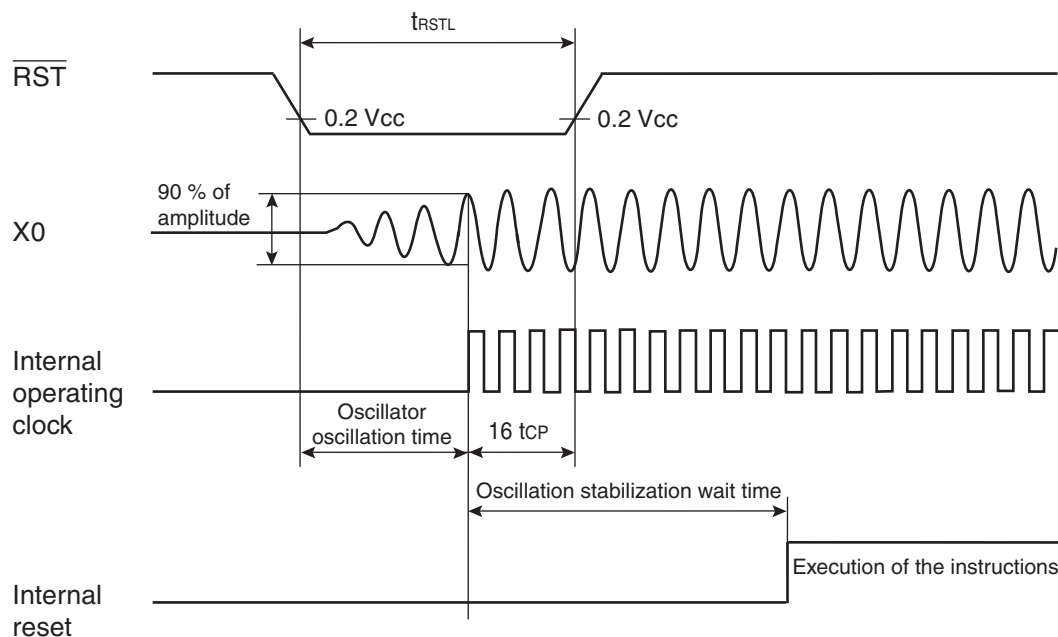 tRSTL
RST
0.2 Vcc
0.2 Vcc
90 % of
amplitude
X0
Internal
operating
clock
Oscillator
oscillation time
16 tCP
Oscillation stabilization wait time
Execution of the instructions
Internal
reset